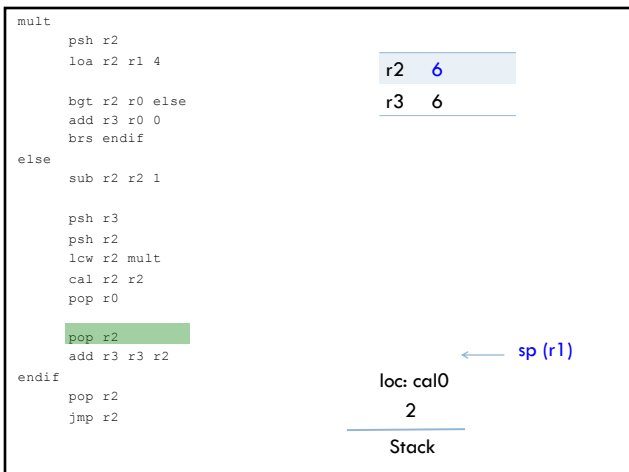 mult
psh r2
loa r2 r1 4
bgt r2 r0 else
add r3 r0 0
brs endif
else
sub r2 r2 1
psh r3
psh r2
lcw r2 mult
cal r2 r2
pop r0
pop r2
add r3 r3 r2
endif
pop r2
jmp r2
r2 6
r3 6
sp (r1)
loc: cal0
2
Stack